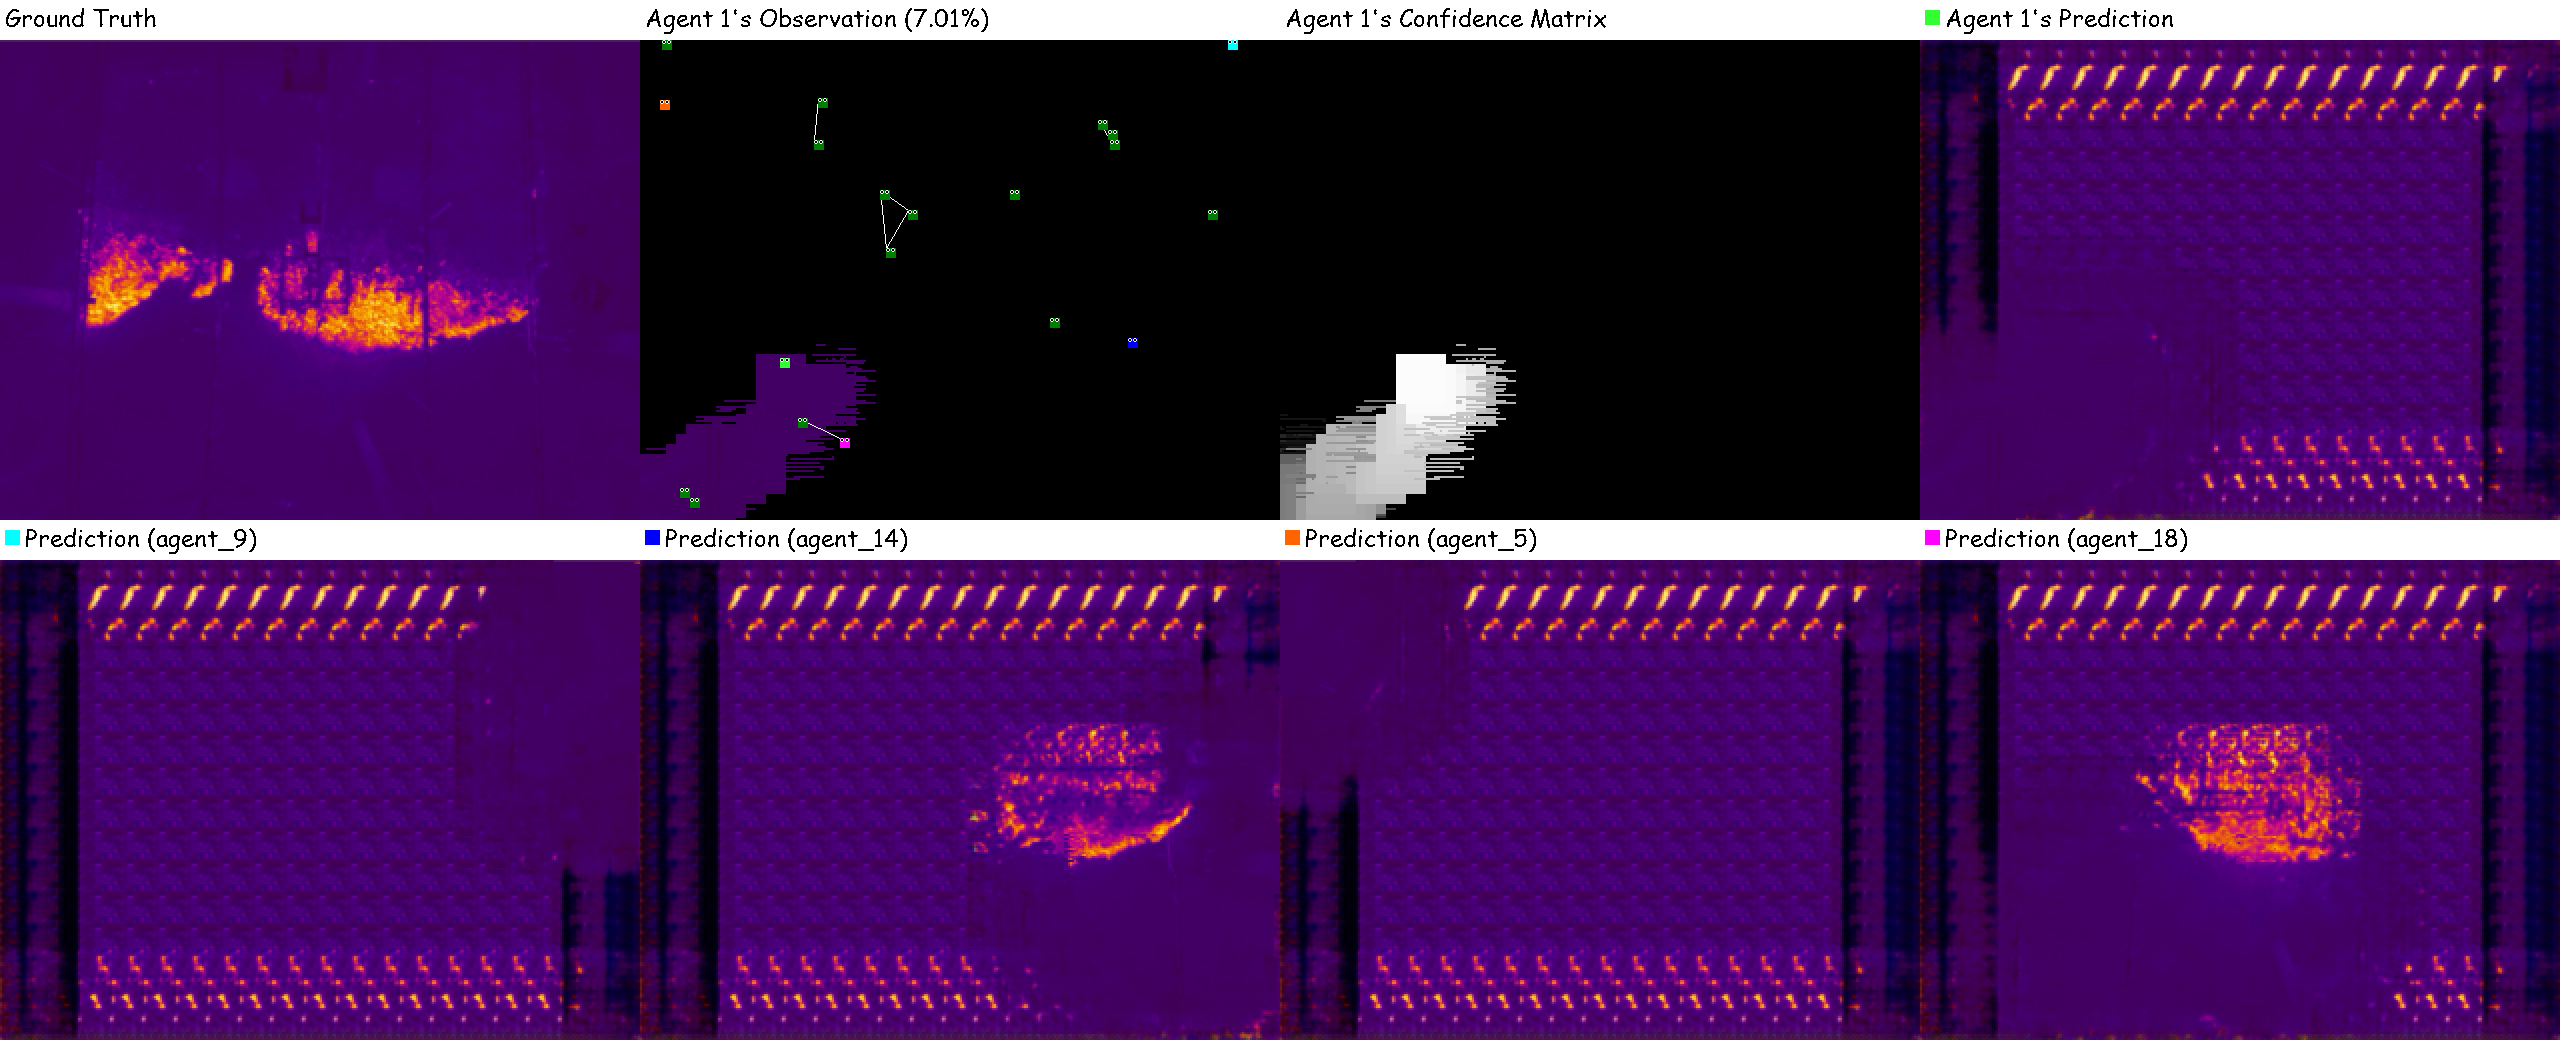 Ground Truth
Agent 1's Observation (7.01%)
Agent 1's Confidence Matrix
Agent 1's Prediction
Prediction (agent_9)
Prediction (agent_14)
Prediction (agent_5)
Prediction (agent_18)